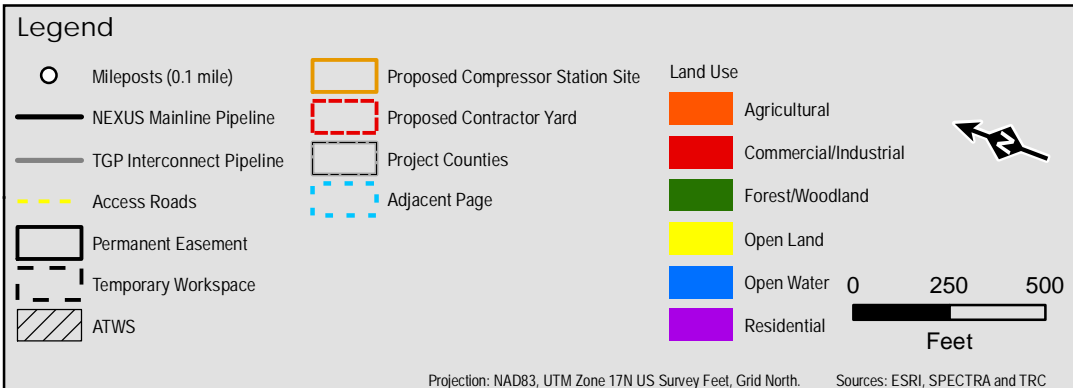 Legend
Mileposts (0.1 mile)
NEXUS Mainline Pipeline
TGP Interconnect Pipeline
Access Roads
Permanent Easement
Temporary Workspace
ATWS
Proposed Compressor Station Site
Proposed Contractor Yard
Project Counties
Adjacent Page
Land Use
Agricultural
Commercial/Industrial
Forest/Woodland
Open Land
Open Water
Residential
N
0 250 500
Feet
Projection: NAD83, UTM Zone 17N US Survey Feet, Grid North. Sources: ESRI, SPECTRA and TRC